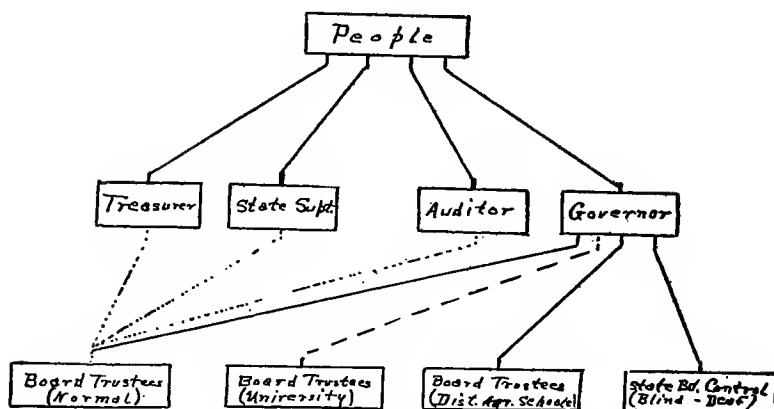 People
Treasurer
State Supt.
Auditor
Governor
Board Trustees
(Normal)
Board Trustees
(University)
Board Trustees
(Dist. Agr. Schools)
State Bd. Control
(Blind - Deaf)